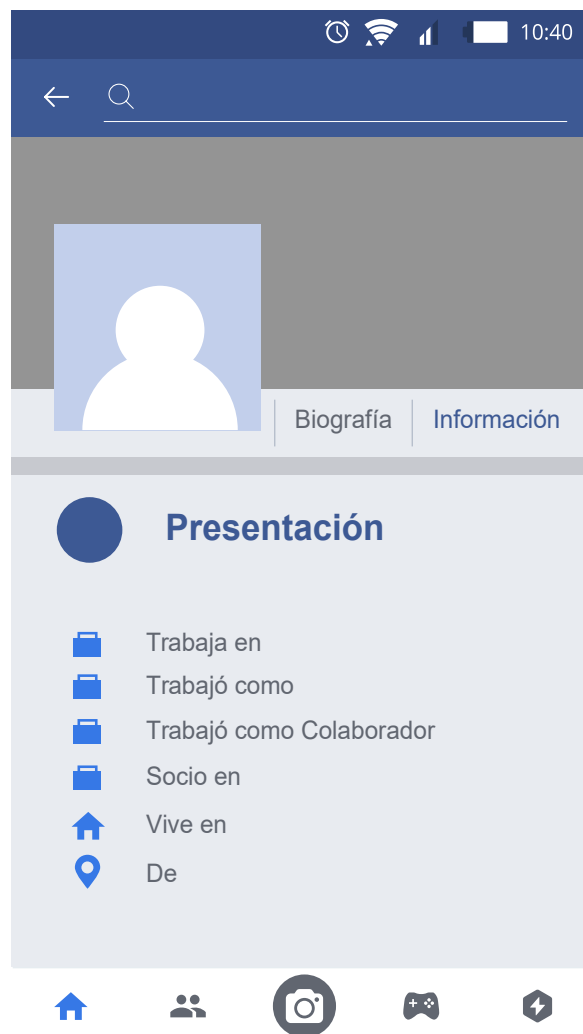 10:40
Biografía
Información
Presentación
Trabaja en
Trabajó como
Trabajó como Colaborador
Socio en
Vive en
De